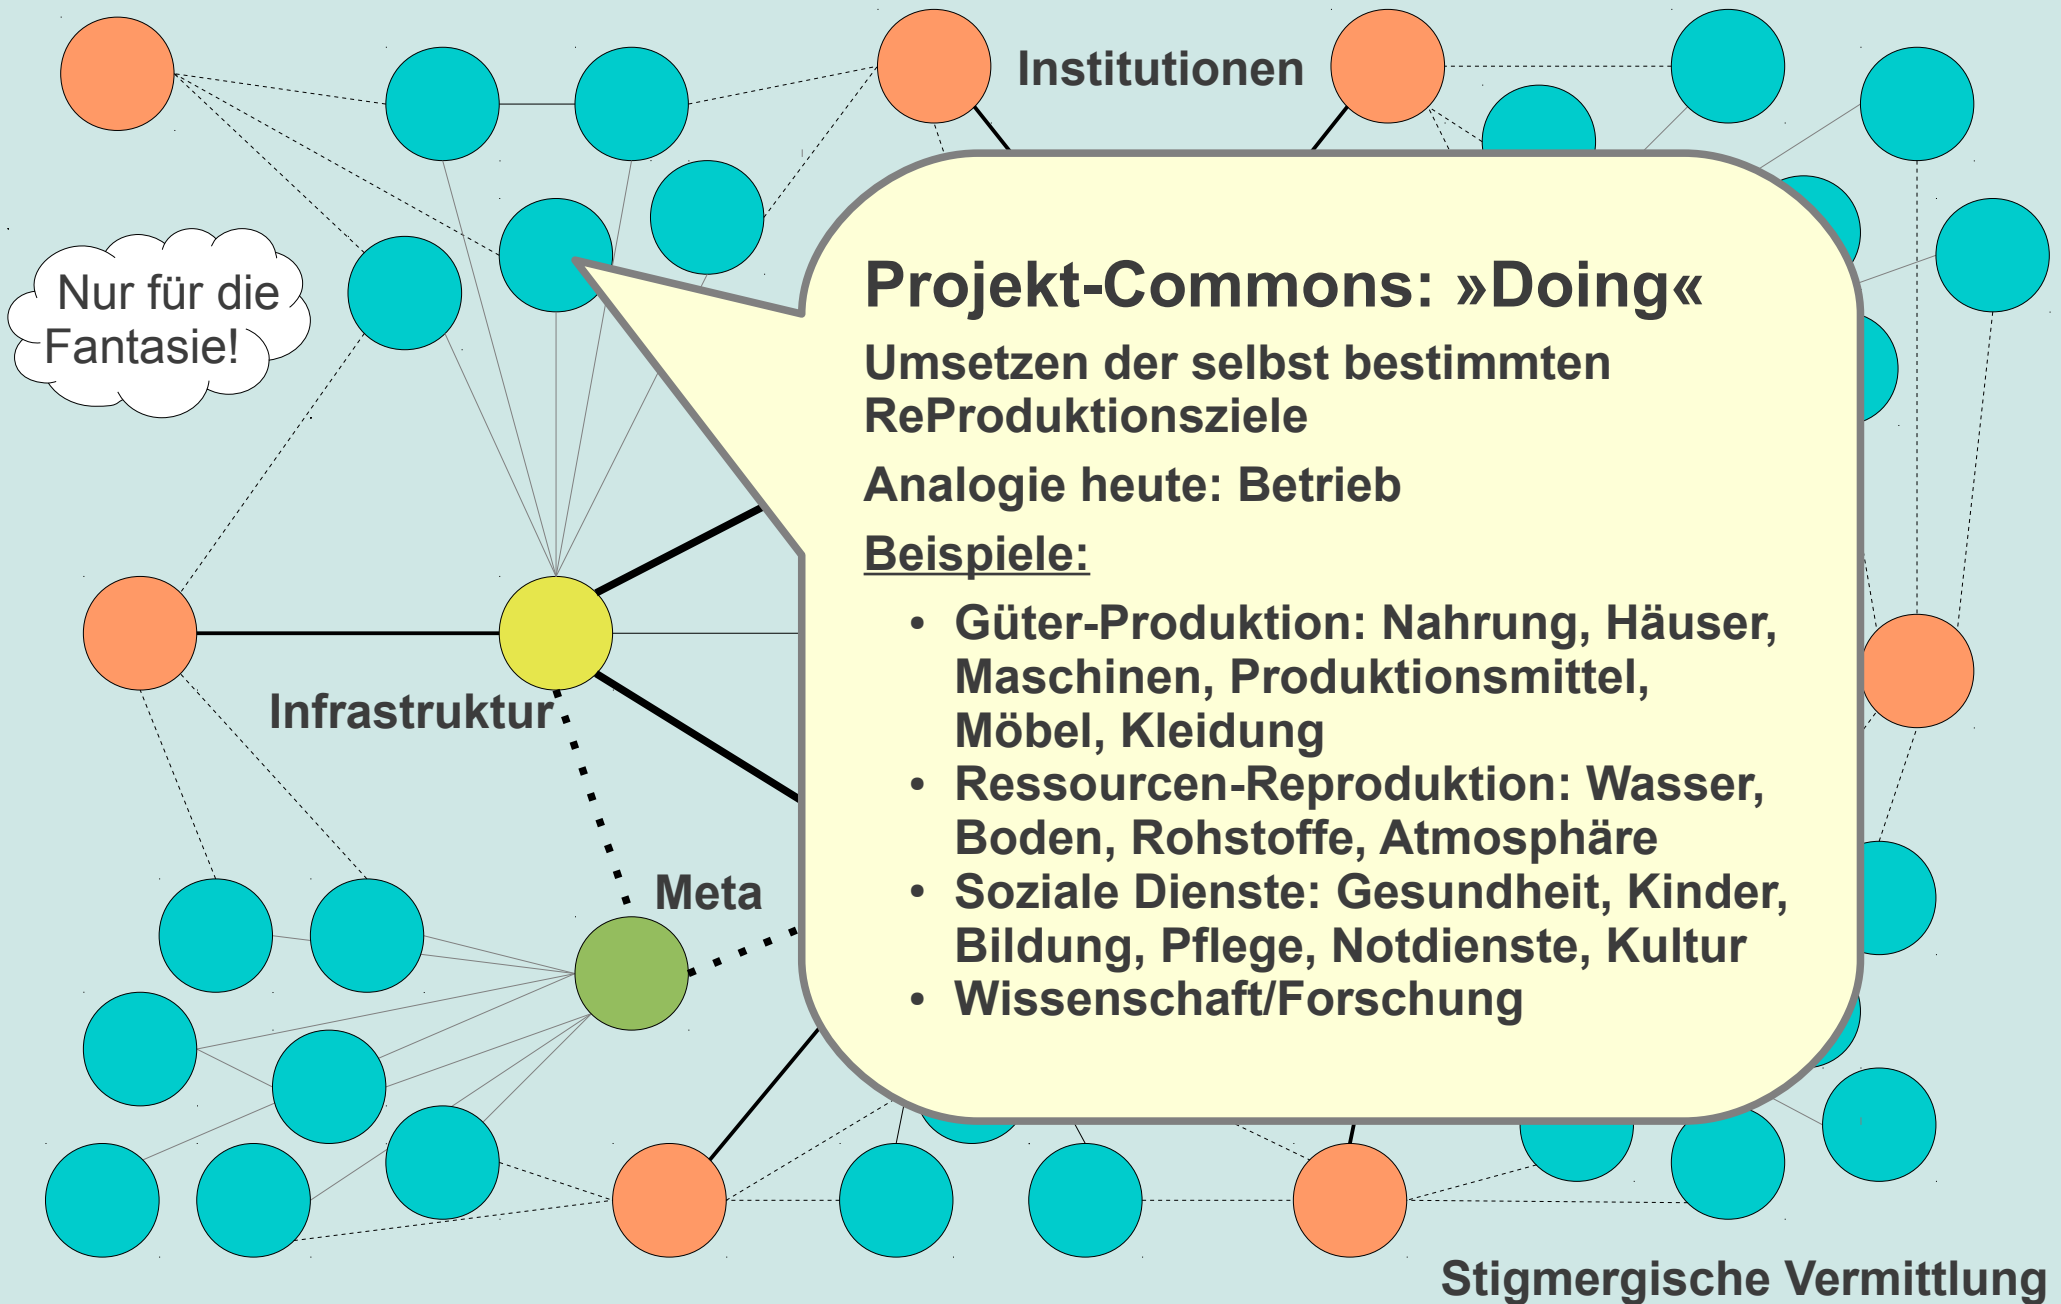 Institutionen
Nur für die
Fantasie!
Projekt-Commons: »Doing«
Umsetzen der selbst bestimmten
ReProduktionsziele
Analogie heute: Betrieb
Beispiele:
• Güter-Produktion: Nahrung, Häuser,
Maschinen, Produktionsmittel,
Möbel, Kleidung
• Ressourcen-Reproduktion: Wasser,
Boden, Rohstoffe, Atmosphäre
• Soziale Dienste: Gesundheit, Kinder,
Bildung, Pflege, Notdienste, Kultur
• Wissenschaft/Forschung
Infrastruktur
Meta
Stigmergische Vermittlung